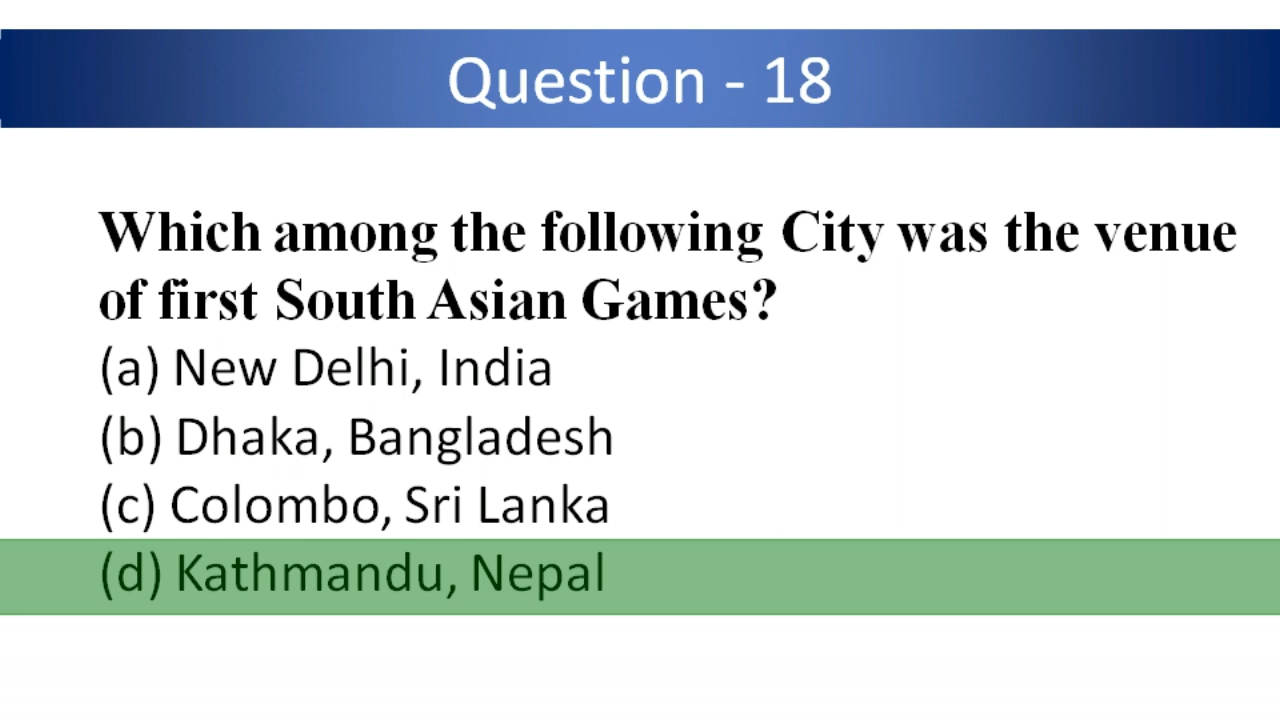 Question - 18
Which among the following City was the venue
of first South Asian Games?
(a) New Delhi, India
(b) Dhaka, Bangladesh
(c) Colombo, Sri Lanka
(d) Kathmandu, Nepal